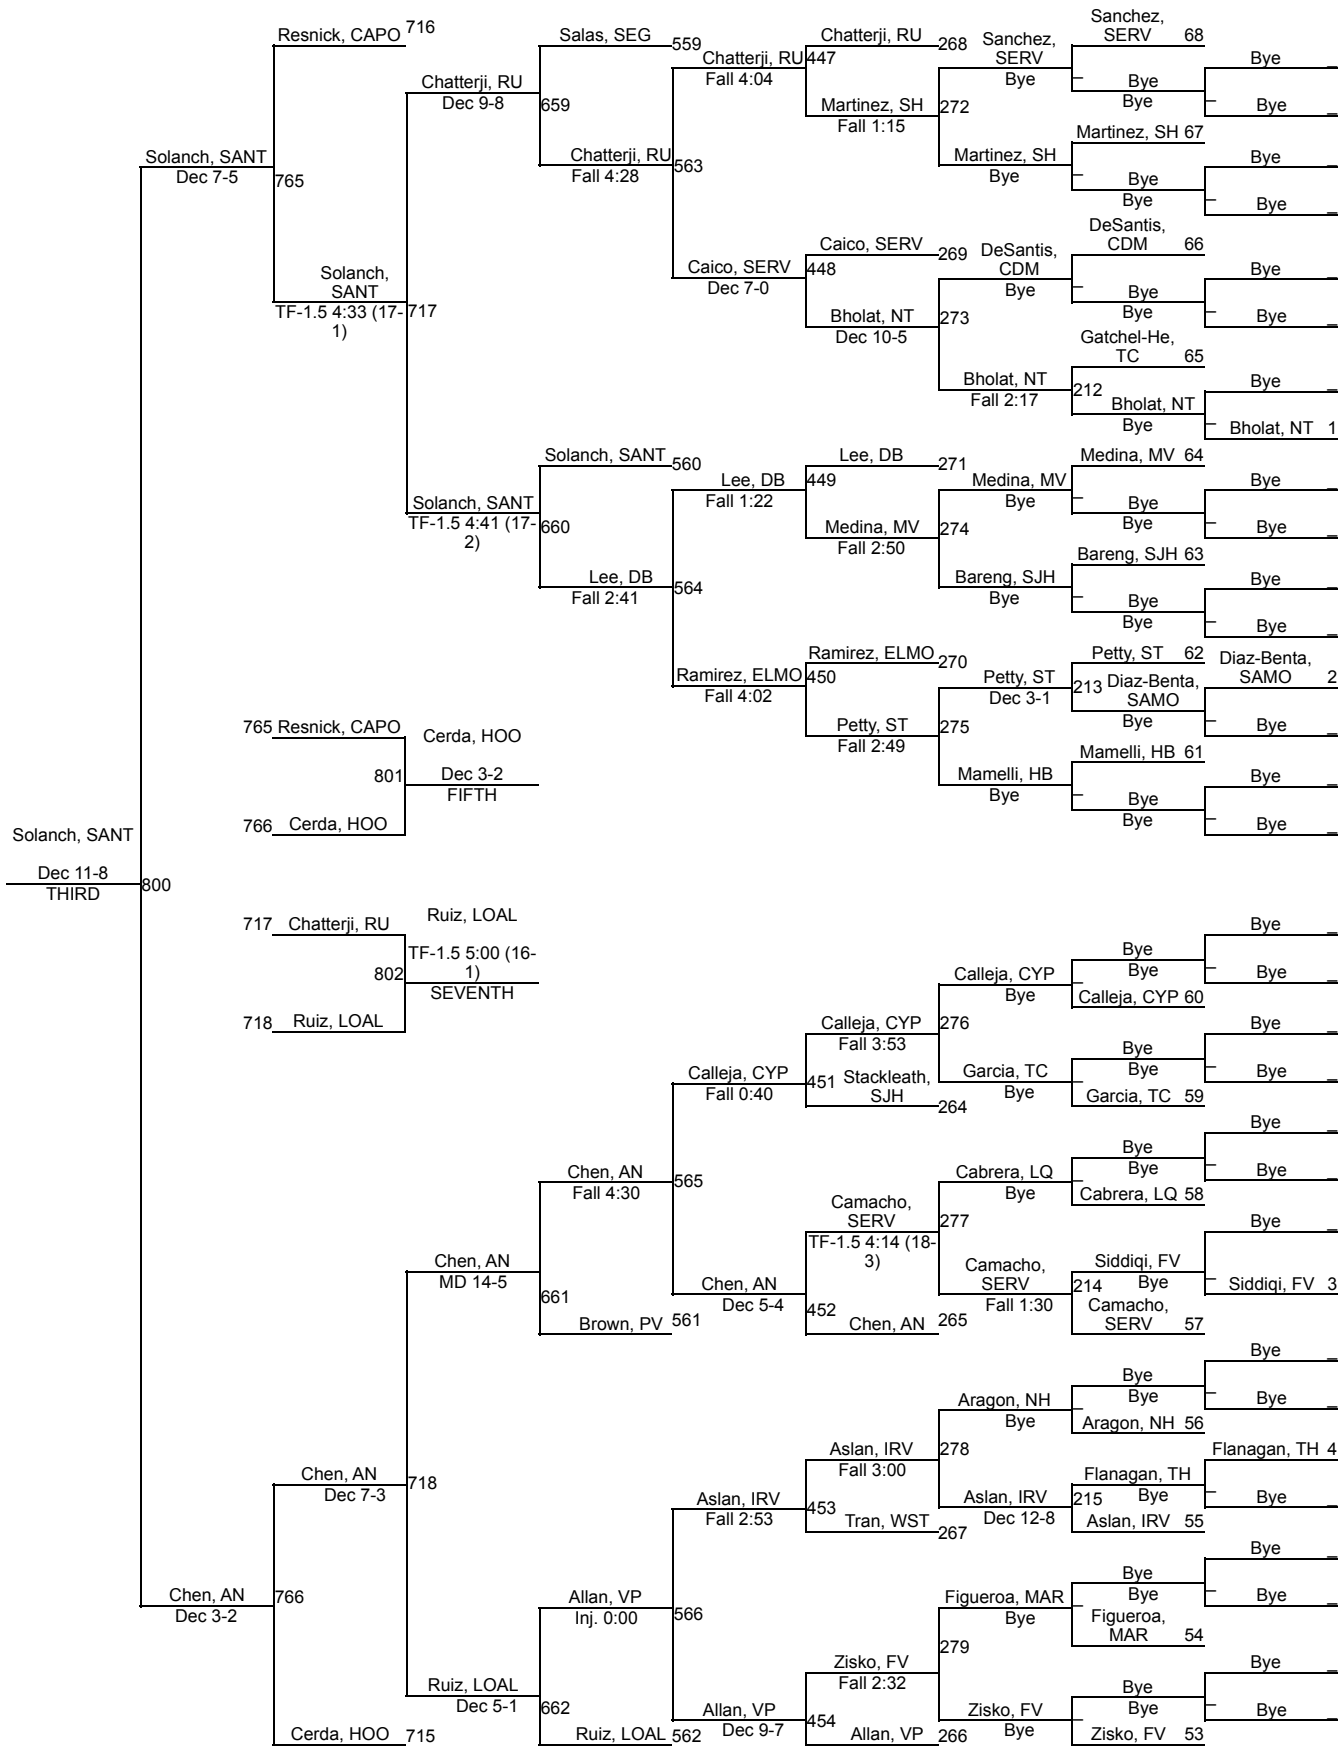 Sanchez,
SERV 68
Resnick, CAPO 716
Salas, SEG 559
Chatterji, RU 268
Sanchez,
SERV
Bye
Bye
Chatterji, RU 447
Fall 4:04
Bye
Bye
Bye
Chatterji, RU
Dec 9-8
659
Martinez, SH 272
Fall 1:15
Martinez, SH 67
Solanch, SANT
Dec 7-5
765
Chatterji, RU 563
Fall 4:28
Martinez, SH
Bye
Bye
Bye
Bye
Bye
DeSantis,
CDM 66
Caico, SERV 269
DeSantis,
CDM
Bye
Caico, SERV 448
Dec 7-0
Bye
Bye
Bye
Bye
Solanch,
SANT
TF-1.5 4:33 (17-
1)
717
Bholat, NT 273
Dec 10-5
Gatchel-He,
TC 65
Bholat, NT 212
Fall 2:17
Bye
Bholat, NT
Bye
Bholat, NT 1
Solanch, SANT 560
Lee, DB 271
Medina, MV 64
Lee, DB 449
Fall 1:22
Medina, MV
Bye
Bye
Bye
Bye
Bye
Solanch, SANT
TF-1.5 4:41 (17-
2)
660
Medina, MV 274
Fall 2:50
Bareng, SJH 63
Lee, DB 564
Fall 2:41
Bareng, SJH
Bye
Bye
Bye
Bye
Bye
Ramirez, ELMO 270
Petty, ST 62
Diaz-Benta,
SAMO 2
Ramirez, ELMO 450
Fall 4:02
Petty, ST 213
Dec 3-1
Diaz-Benta,
SAMO
Bye
Bye
765 Resnick, CAPO
Cerda, HOO
Petty, ST 275
Fall 2:49
Mamelli, HB 61
801
Dec 3-2
FIFTH
Mamelli, HB
Bye
Bye
Bye
Bye
Bye
766 Cerda, HOO
Solanch, SANT
Dec 11-8
THIRD
800
717 Chatterji, RU
Ruiz, LOAL
Bye
Bye
Bye
Bye
802
TF-1.5 5:00 (16-
1)
SEVENTH
Calleja, CYP
Bye
Calleja, CYP 60
718 Ruiz, LOAL
Calleja, CYP 276
Fall 3:53
Bye
Bye
Bye
Bye
Calleja, CYP 451
Fall 0:40
Garcia, TC
Bye
Stackleath,
SJH 264
Garcia, TC 59
Bye
Bye
Bye
Bye
Chen, AN 565
Fall 4:30
Cabrera, LQ
Bye
Cabrera, LQ 58
Camacho,
SERV 277
TF-1.5 4:14 (18-
3)
Bye
Chen, AN
MD 14-5
661
Camacho,
SERV
Fall 1:30
214
Siddiqi, FV
Bye
Siddiqi, FV 3
Chen, AN 452
Dec 5-4
Camacho,
SERV 57
Brown, PV 561
Chen, AN 265
Bye
Bye
Bye
Bye
Aragon, NH
Bye
Aragon, NH 56
Aslan, IRV 278
Fall 3:00
Flanagan, TH 4
Chen, AN 718
Dec 7-3
Aslan, IRV 453
Fall 2:53
Aslan, IRV 215
Dec 12-8
Flanagan, TH
Bye
Bye
Tran, WST 267
Aslan, IRV 55
Bye
Bye
Bye
Bye
Chen, AN 766
Dec 3-2
Allan, VP 566
Inj. 0:00
Figueroa, MAR
Bye
Figueroa,
MAR 54
Zisko, FV 279
Fall 2:32
Bye
Ruiz, LOAL 662
Dec 5-1
Allan, VP 454
Dec 9-7
Zisko, FV
Bye
Bye
Bye
Bye
Cerda, HOO 715
Ruiz, LOAL 562
Allan, VP 266
Zisko, FV 53